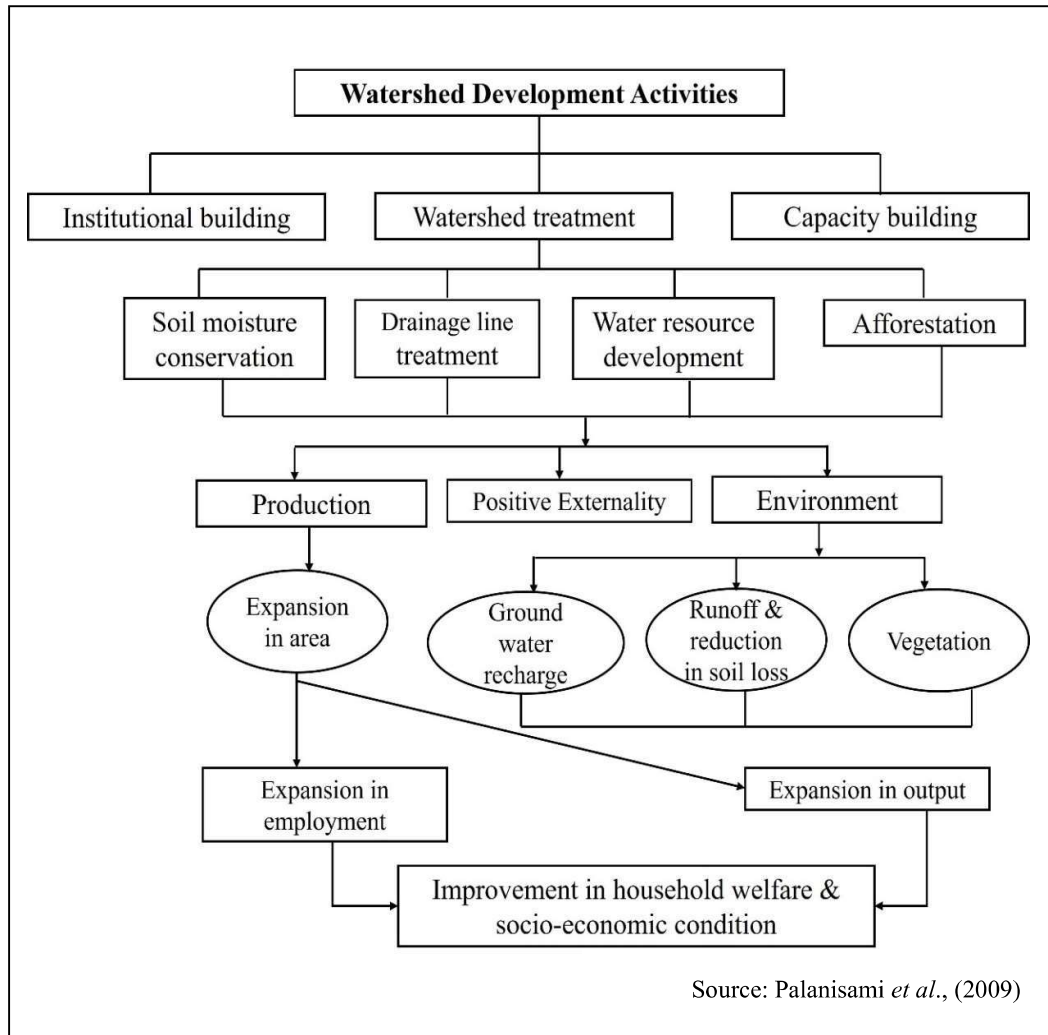 Watershed Development Activities
Institutional building
Watershed treatment
Capacity building
Soil moisture
conservation
Drainage line
treatment
Water resource
development
Afforestation
Production
Positive Externality
Environment
Expansion
in area
Ground
water
recharge
Runoff &
reduction
in soil loss
Vegetation
Expansion in
employment
Expansion in output
Improvement in household welfare &
socio-economic condition
Source: Palanisami et al., (2009)